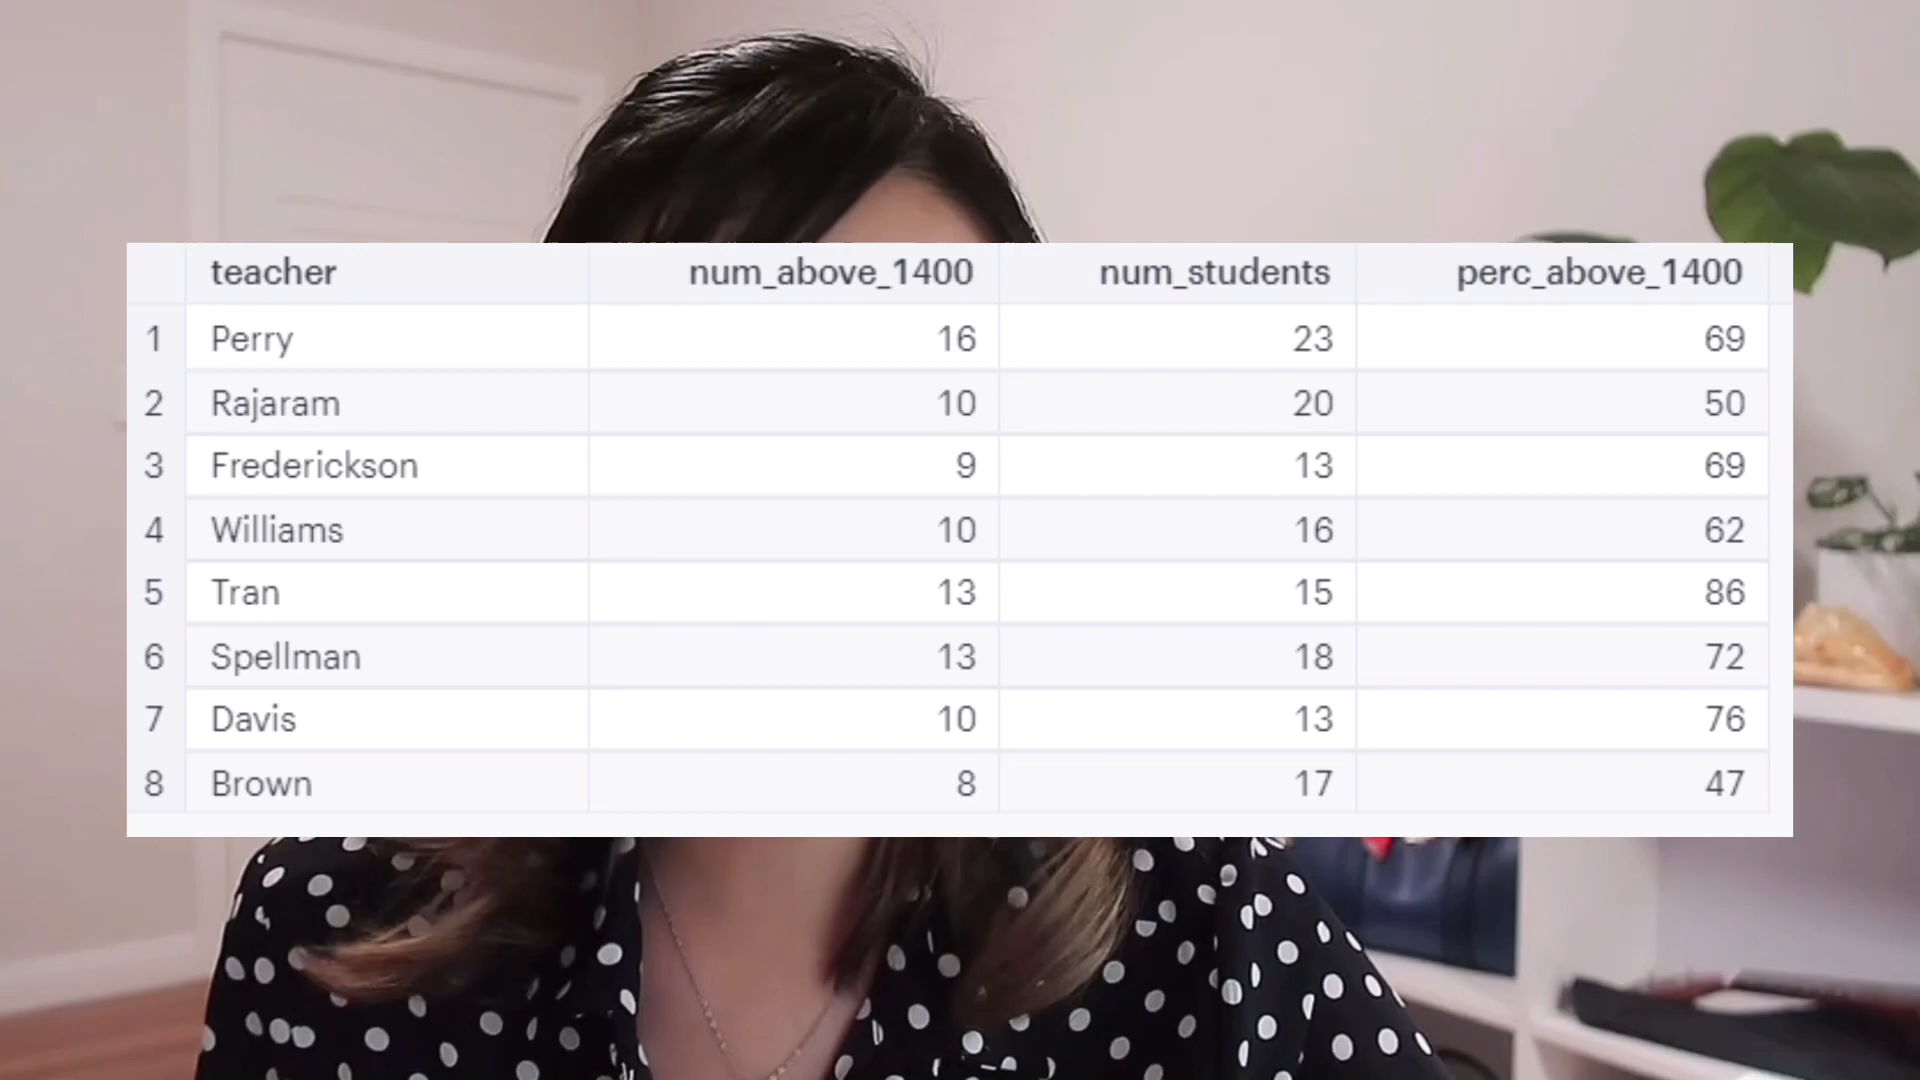 teacher num_above_1400 num_students perc_above_1400
1 Perry 16 23 69
2 Rajaram 10 20 50
3 Frederickson 9 13 69
4 Williams 10 16 62
5 Tran 13 15 86
6 Spellman 13 18 72
7 Davis 10 13 76
8 Brown 8 17 47